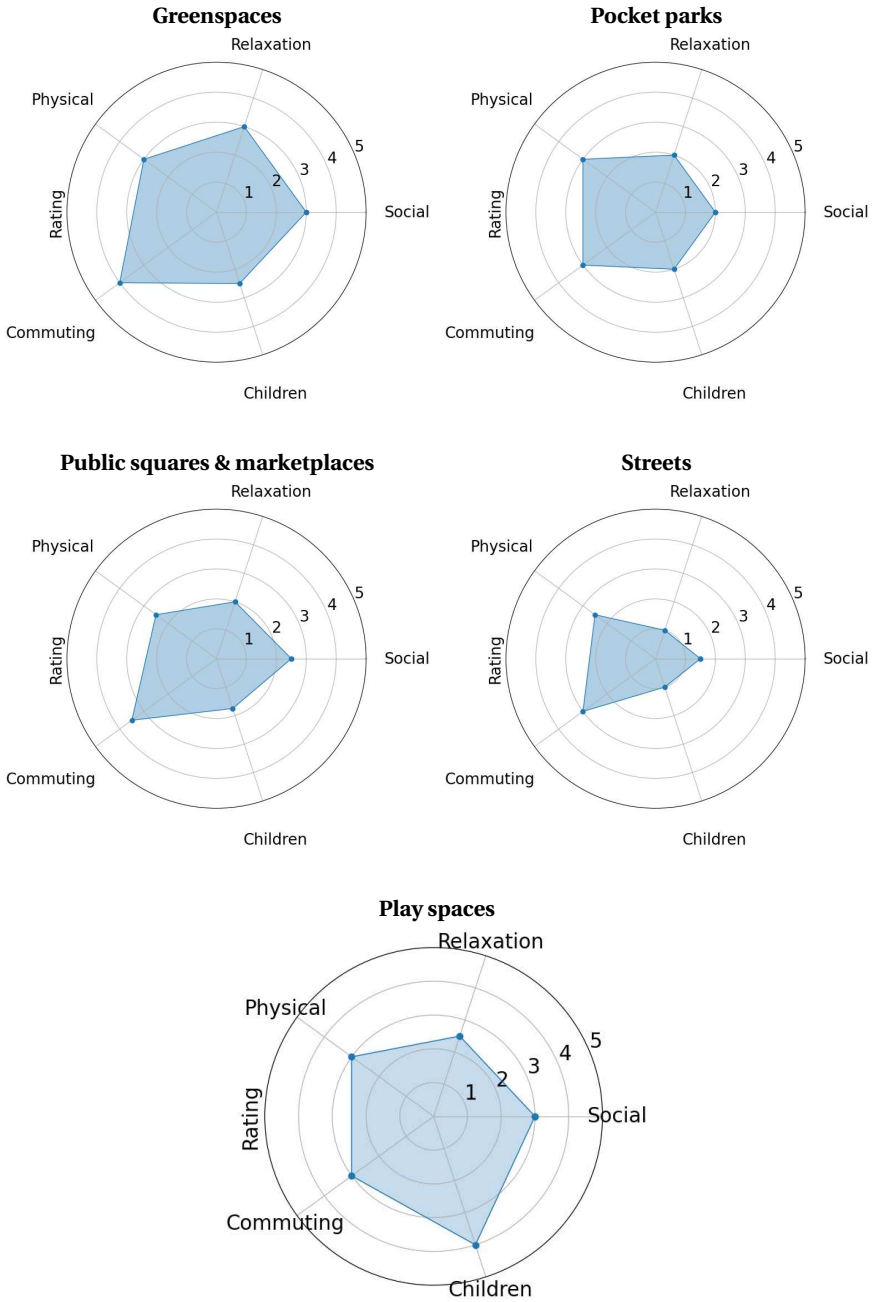 Greenspaces
Relaxation
Physical
5
4
3
2
1
Rating
Social
Commuting
Children
Pocket parks
Relaxation
Physical
5
4
3
2
1
Rating
Social
Commuting
Children
Public squares & marketplaces
Relaxation
Physical
5
4
3
2
1
Rating
Social
Commuting
Children
Streets
Relaxation
Physical
5
4
3
2
1
Rating
Social
Commuting
Children
Play spaces
Relaxation
Physical
5
4
3
2
1
Rating
Social
Commuting
Children